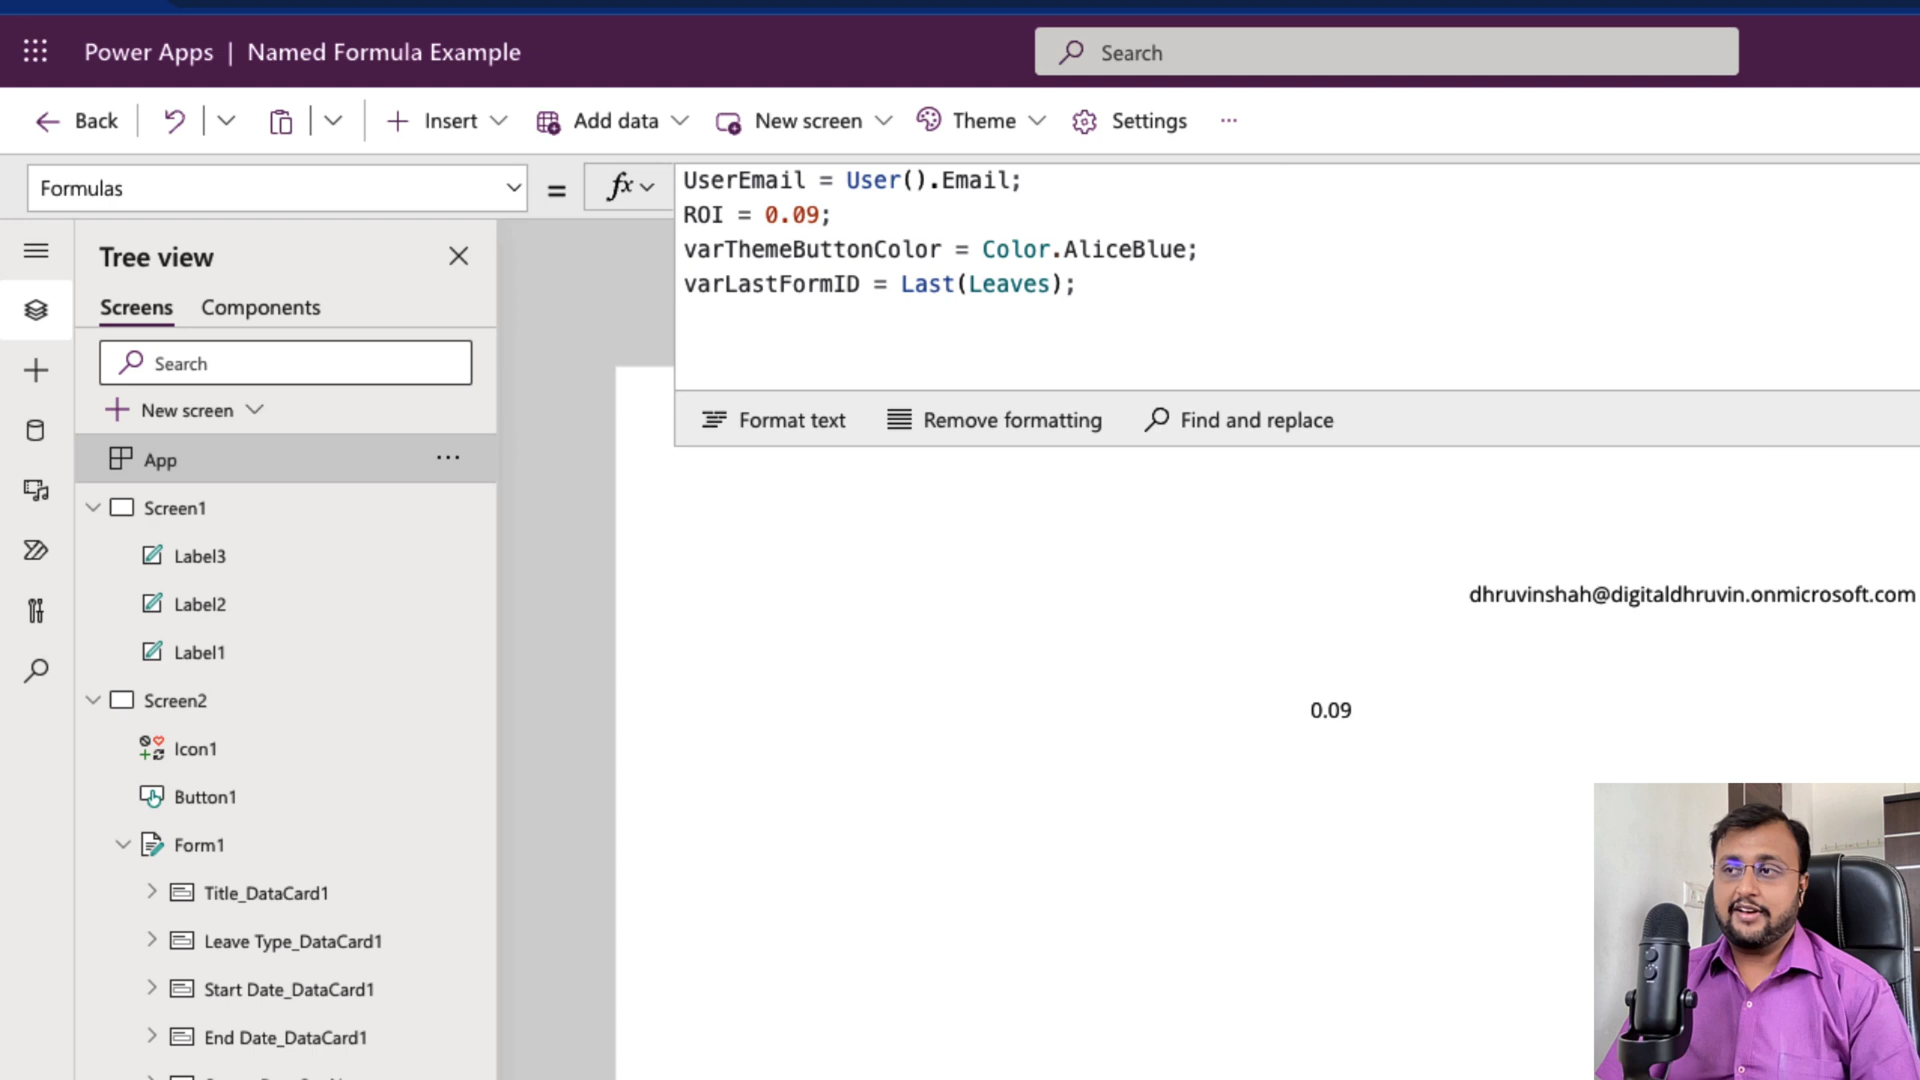 Power Apps | Named Formula Example
Search
Back
Insert
Add data
New screen
Theme
Settings
Formulas
=
fx
UserEmail = User().Email;
ROI = 0.09;
varThemeButtonColor = Color.AliceBlue;
varLastFormID = Last(Leaves);
Format text
Remove formatting
Find and replace
Tree view
Screens
Components
Search
New screen
App
Screen1
Label3
Label2
Label1
Screen2
Icon1
Button1
Form1
Title_DataCard1
Leave Type_DataCard1
Start Date_DataCard1
End Date_DataCard1
dhruvinshah@digitaldhruvin.onmicrosoft.com
0.09